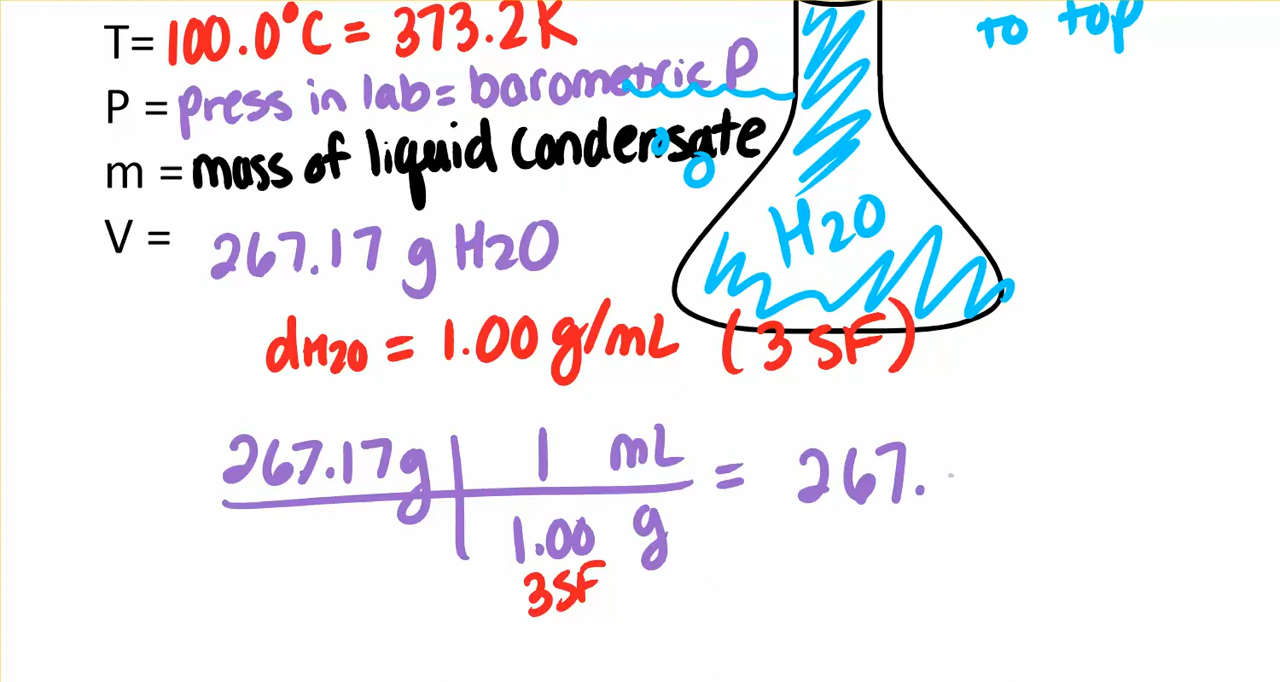 T= 100.0°C = 373.2K
to top
P = press in lab = barometric P
m = mass of liquid condensate
V = 267.17 g H2O
H2O
dH2O = 1.00 g/mL (3 SF)
267.17g | 1 mL = 267.
1.00 g
3SF